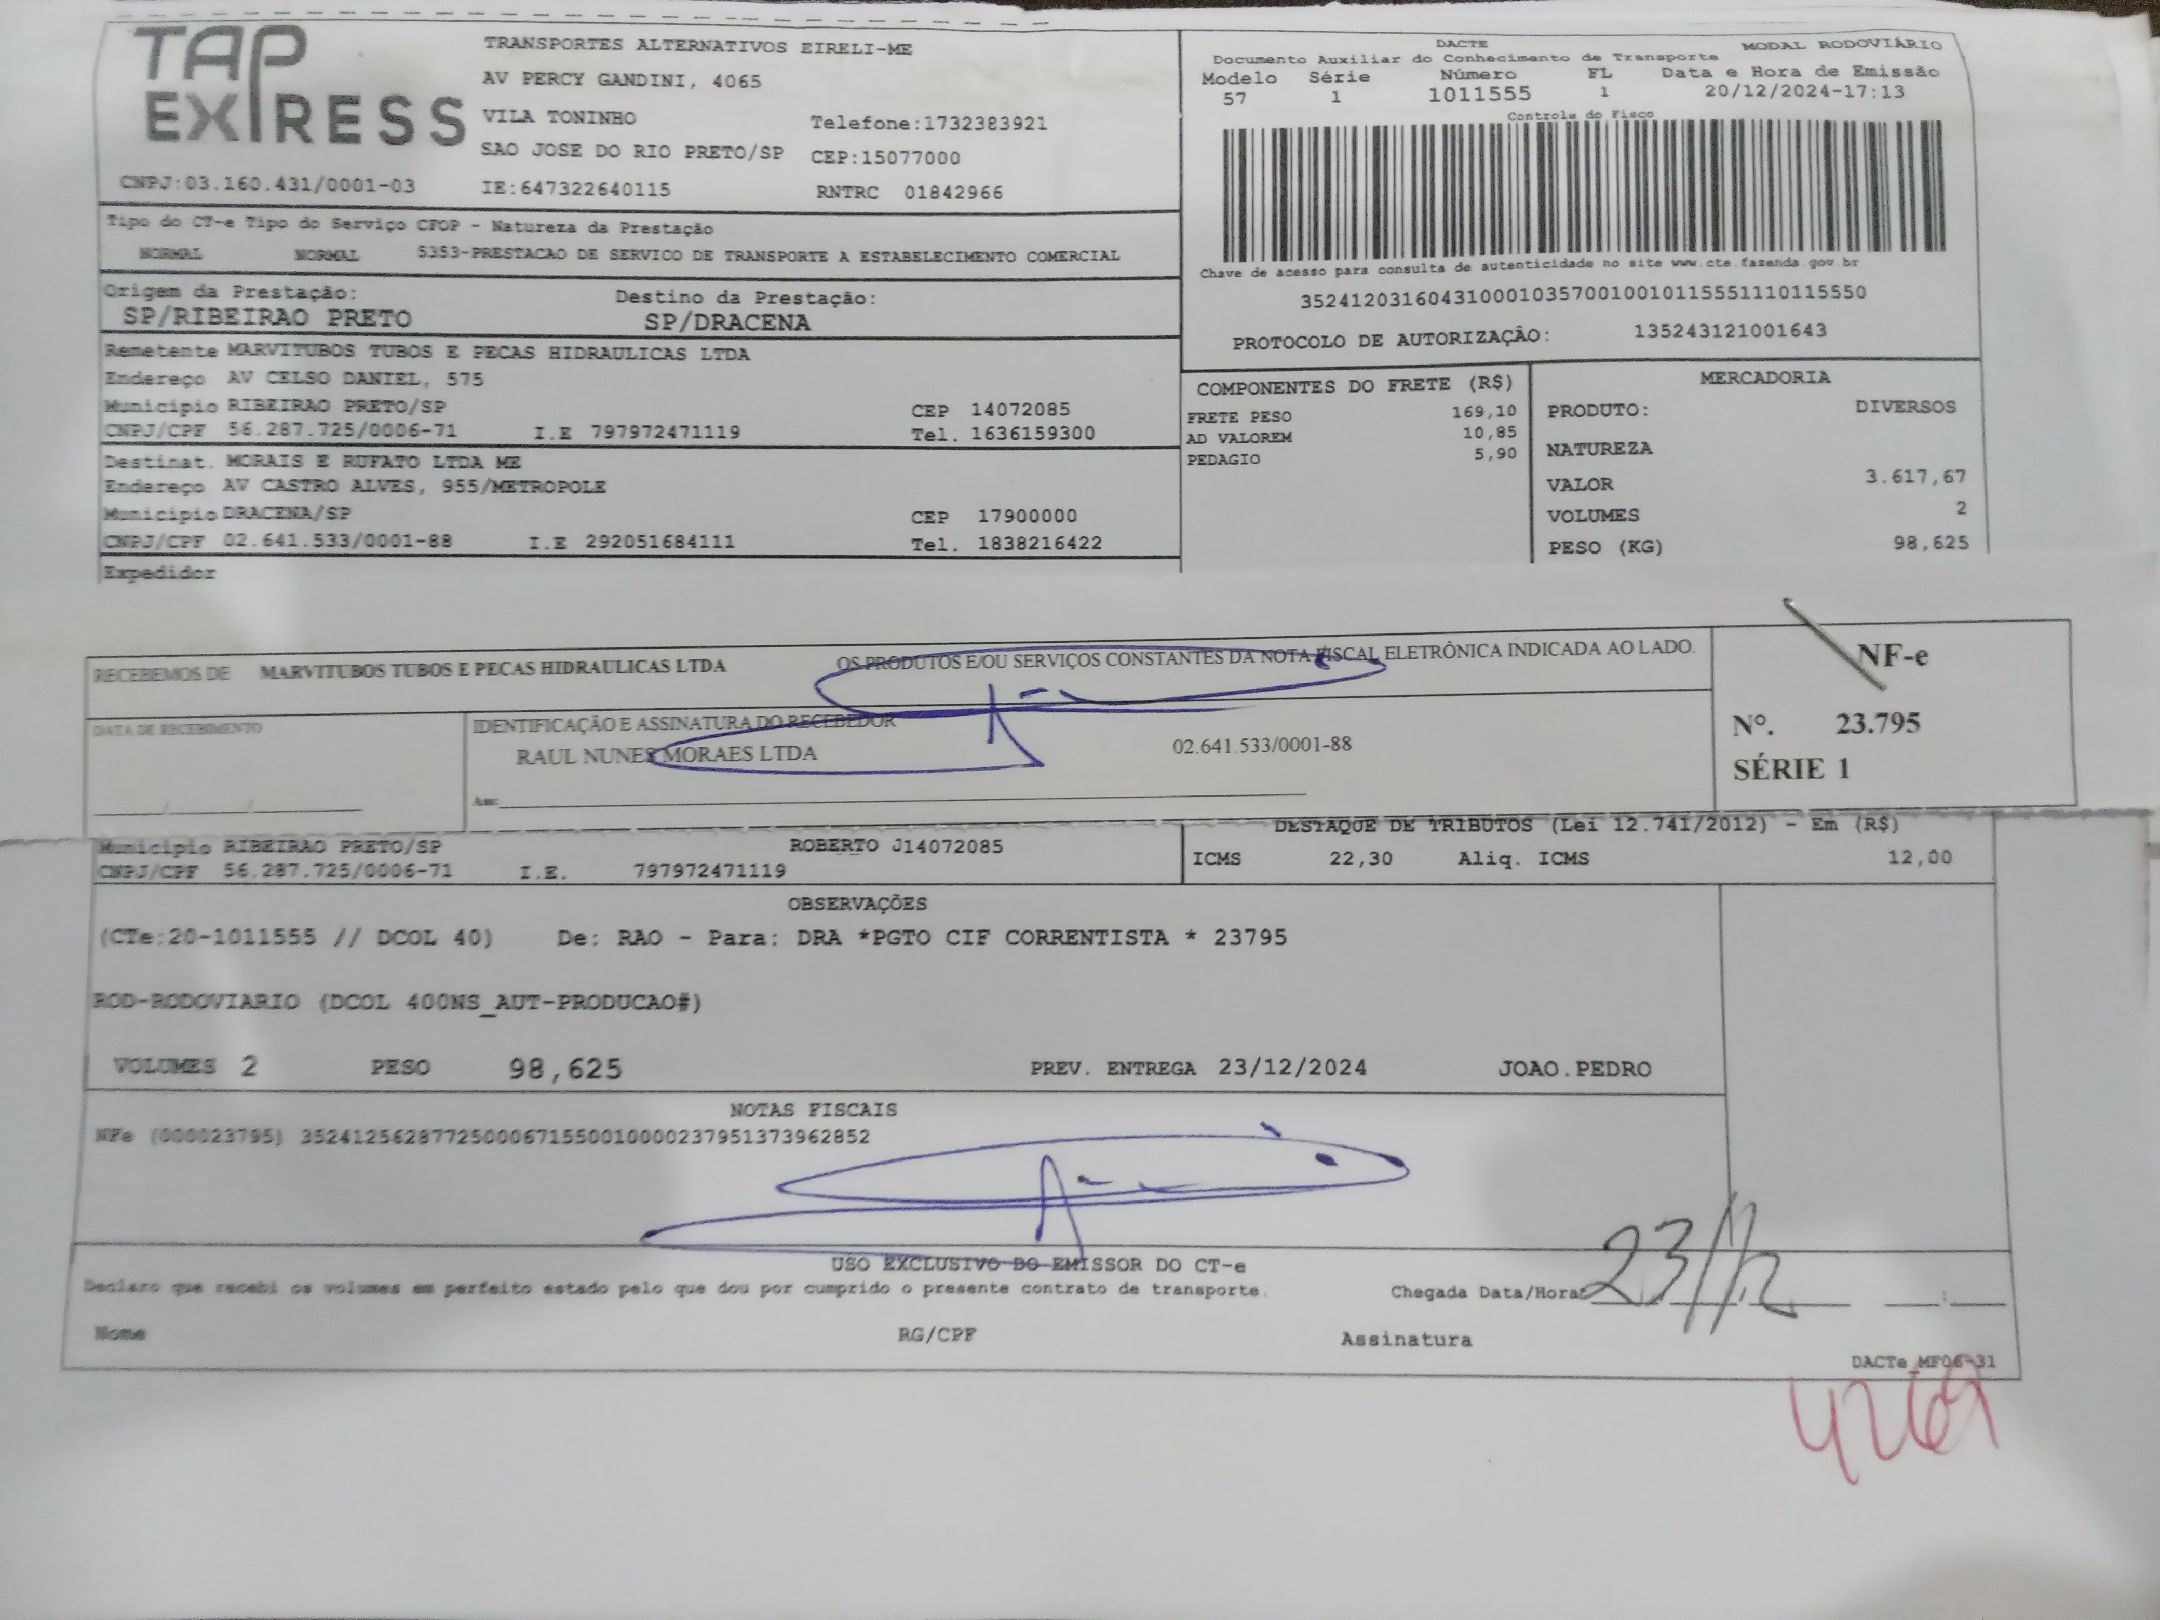 TAP EXPRESS
TRANSPORTES ALTERNATIVOS EIRELI-ME
AV PERCY GANDINI, 4065
VILA TONINHO Telefone:1732383921
SAO JOSE DO RIO PRETO/SP CEP:15077000
CNPJ:03.160.431/0001-03 IE:647322640115 RNTRC 01842966
DACTE MODAL RODOVIÁRIO
Documento Auxiliar do Conhecimento de Transporte
Modelo Série Número FL Data e Hora de Emissão
57 1 1011555 1 20/12/2024-17:13
Controle do Fisco
Chave de acesso para consulta de autenticidade no site www.cte.fazenda.gov.br
35241203160431000103570010010115551110115550
PROTOCOLO DE AUTORIZAÇÃO: 135243121001643
Tipo do CT-e Tipo do Serviço CFOP - Natureza da Prestação
NORMAL NORMAL 5353-PRESTACAO DE SERVICO DE TRANSPORTE A ESTABELECIMENTO COMERCIAL
Origem da Prestação: Destino da Prestação:
SP/RIBEIRAO PRETO SP/DRACENA
Remetente MARVITUBOS TUBOS E PECAS HIDRAULICAS LTDA
Endereço AV CELSO DANIEL, 575
Municipio RIBEIRAO PRETO/SP CEP 14072085
CNPJ/CPF 56.287.725/0006-71 I.E 797972471119 Tel. 1636159300
Destinat. MORAIS E RUFATO LTDA ME
Endereço AV CASTRO ALVES, 955/METROPOLE
Municipio DRACENA/SP CEP 17900000
CNPJ/CPF 02.641.533/0001-88 I.E 292051684111 Tel. 1838216422
Expedidor
COMPONENTES DO FRETE (R$)
FRETE PESO 169,10
AD VALOREM 10,85
PEDAGIO 5,90
MERCADORIA
PRODUTO: DIVERSOS
NATUREZA
VALOR 3.617,67
VOLUMES 2
PESO (KG) 98,625
RECEBEMOS DE MARVITUBOS TUBOS E PECAS HIDRAULICAS LTDA OS PRODUTOS E/OU SERVIÇOS CONSTANTES DA NOTA FISCAL ELETRÔNICA INDICADA AO LADO.
DATA DE RECEBIMENTO IDENTIFICAÇÃO E ASSINATURA DO RECEBEDOR
RAUL NUNES MORAES LTDA 02.641.533/0001-88
Ass:
NF-e
Nº. 23.795
SÉRIE 1
Municipio RIBEIRAO PRETO/SP ROBERTO J14072085
CNPJ/CPF 56.287.725/0006-71 I.E. 797972471119
DESTAQUE DE TRIBUTOS (Lei 12.741/2012) - Em (R$)
ICMS 22,30 Aliq. ICMS 12,00
OBSERVAÇÕES
(CTe:20-1011555 // DCOL 40) De: RAO - Para: DRA *PGTO CIF CORRENTISTA * 23795
ROD-RODOVIARIO (DCOL 400NS_AUT-PRODUCAO#)
VOLUMES 2 PESO 98,625 PREV. ENTREGA 23/12/2024 JOAO.PEDRO
NOTAS FISCAIS
NFe (000023795) 35241256287725000671550010000237951373962852
USO EXCLUSIVO DO EMISSOR DO CT-e
Declaro que recebi os volumes em perfeito estado pelo que dou por cumprido o presente contrato de transporte. Chegada Data/Hora: 23/12
Nome RG/CPF Assinatura
DACTe_MF06-31
4269